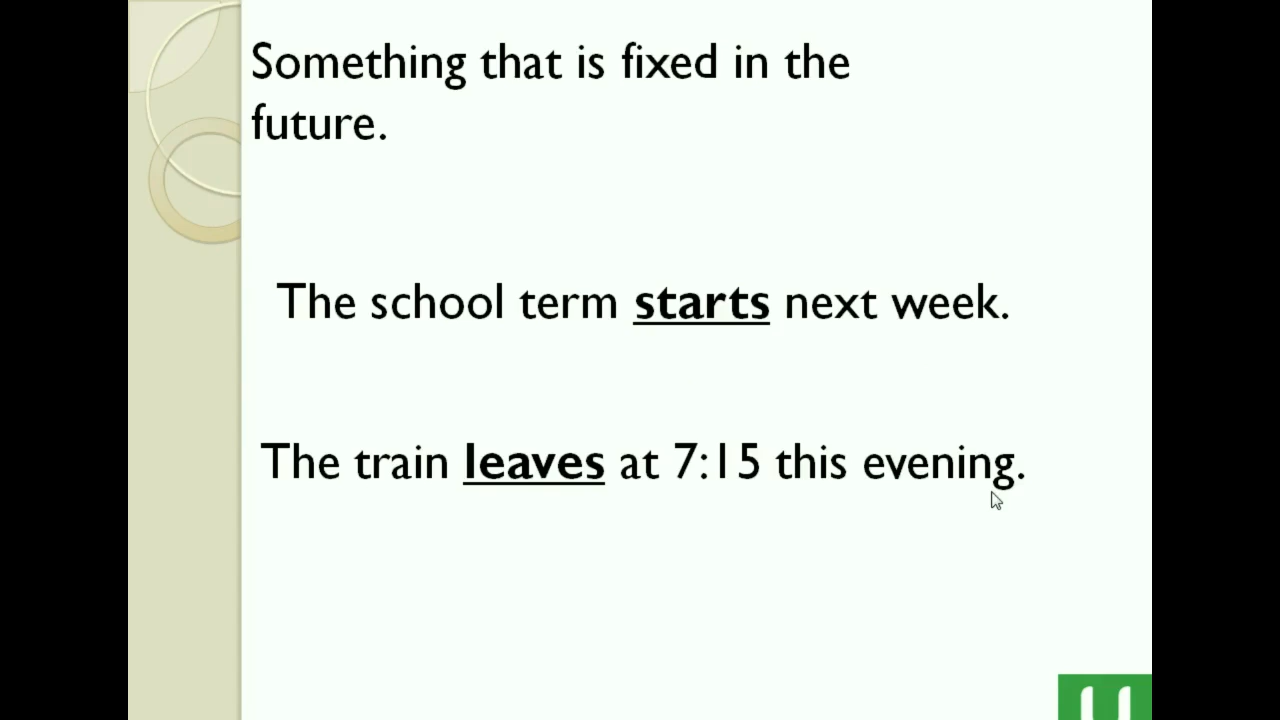 Something that is fixed in the
future.
The school term starts next week.
The train leaves at 7:15 this evening.